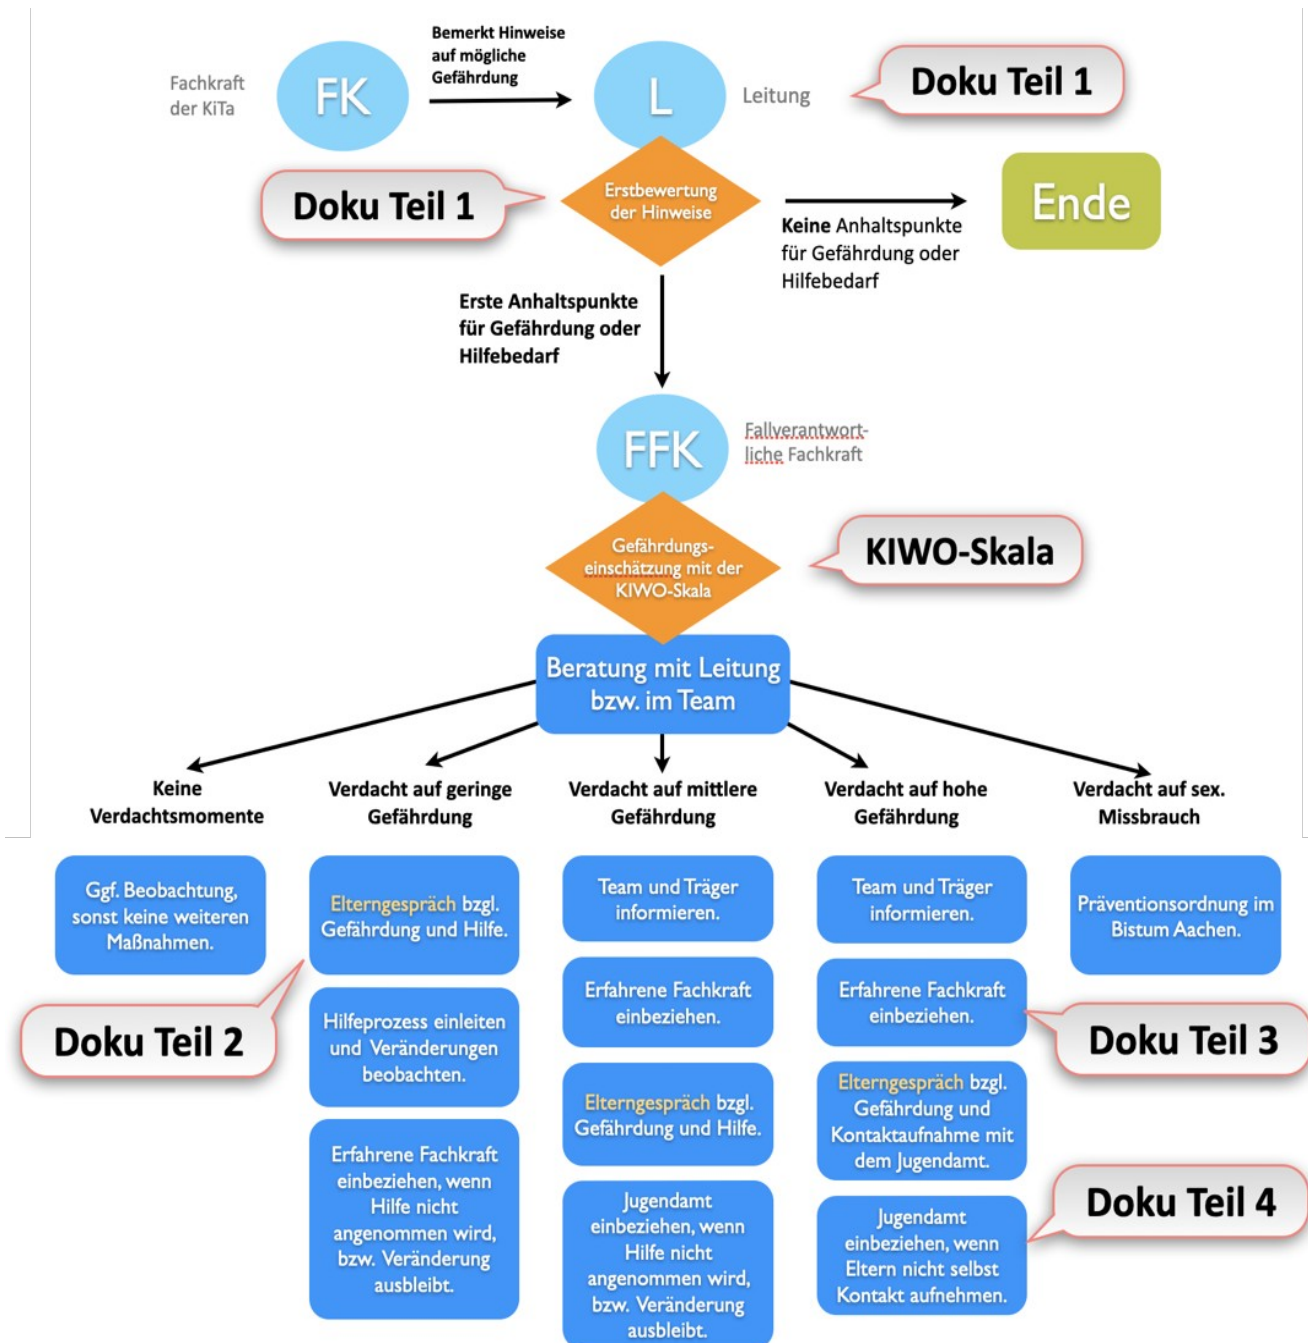 Bemerkt Hinweise
auf mögliche
Gefährdung
Fachkraft
der KiTa
FK
L
Leitung
Doku Teil 1
Doku Teil 1
Erstbewertung
der Hinweise
Ende
Keine Anhaltspunkte
für Gefährdung oder
Hilfebedarf
Erste Anhaltspunkte
für Gefährdung oder
Hilfebedarf
FFK
Fallverantwort-
liche Fachkraft
Gefährdungs-
einschätzung mit der
KIWO-Skala
KIWO-Skala
Beratung mit Leitung
bzw. im Team
Keine
Verdachtsmomente
Ggf. Beobachtung,
sonst keine weiteren
Maßnahmen.
Verdacht auf geringe
Gefährdung
Elterngespräch bzgl.
Gefährdung und Hilfe.
Doku Teil 2
Hilfeprozess einleiten
und Veränderungen
beobachten.
Erfahrene Fachkraft
einbeziehen, wenn
Hilfe nicht
angenommen wird,
bzw. Veränderung
ausbleibt.
Verdacht auf mittlere
Gefährdung
Team und Träger
informieren.
Erfahrene Fachkraft
einbeziehen.
Elterngespräch bzgl.
Gefährdung und Hilfe.
Jugendamt
einbeziehen, wenn
Hilfe nicht
angenommen wird,
bzw. Veränderung
ausbleibt.
Verdacht auf hohe
Gefährdung
Team und Träger
informieren.
Erfahrene Fachkraft
einbeziehen.
Doku Teil 3
Elterngespräch bzgl.
Gefährdung und
Kontaktaufnahme mit
dem Jugendamt.
Jugendamt
einbeziehen, wenn
Eltern nicht selbst
Kontakt aufnehmen.
Doku Teil 4
Verdacht auf sex.
Missbrauch
Präventionsordnung im
Bistum Aachen.